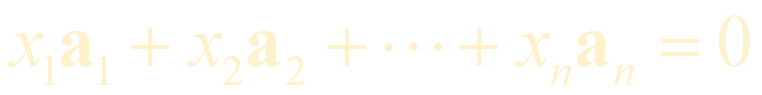 x₁𝐚₁ + x₂𝐚₂ + ⋯ + xₙ𝐚ₙ = 0